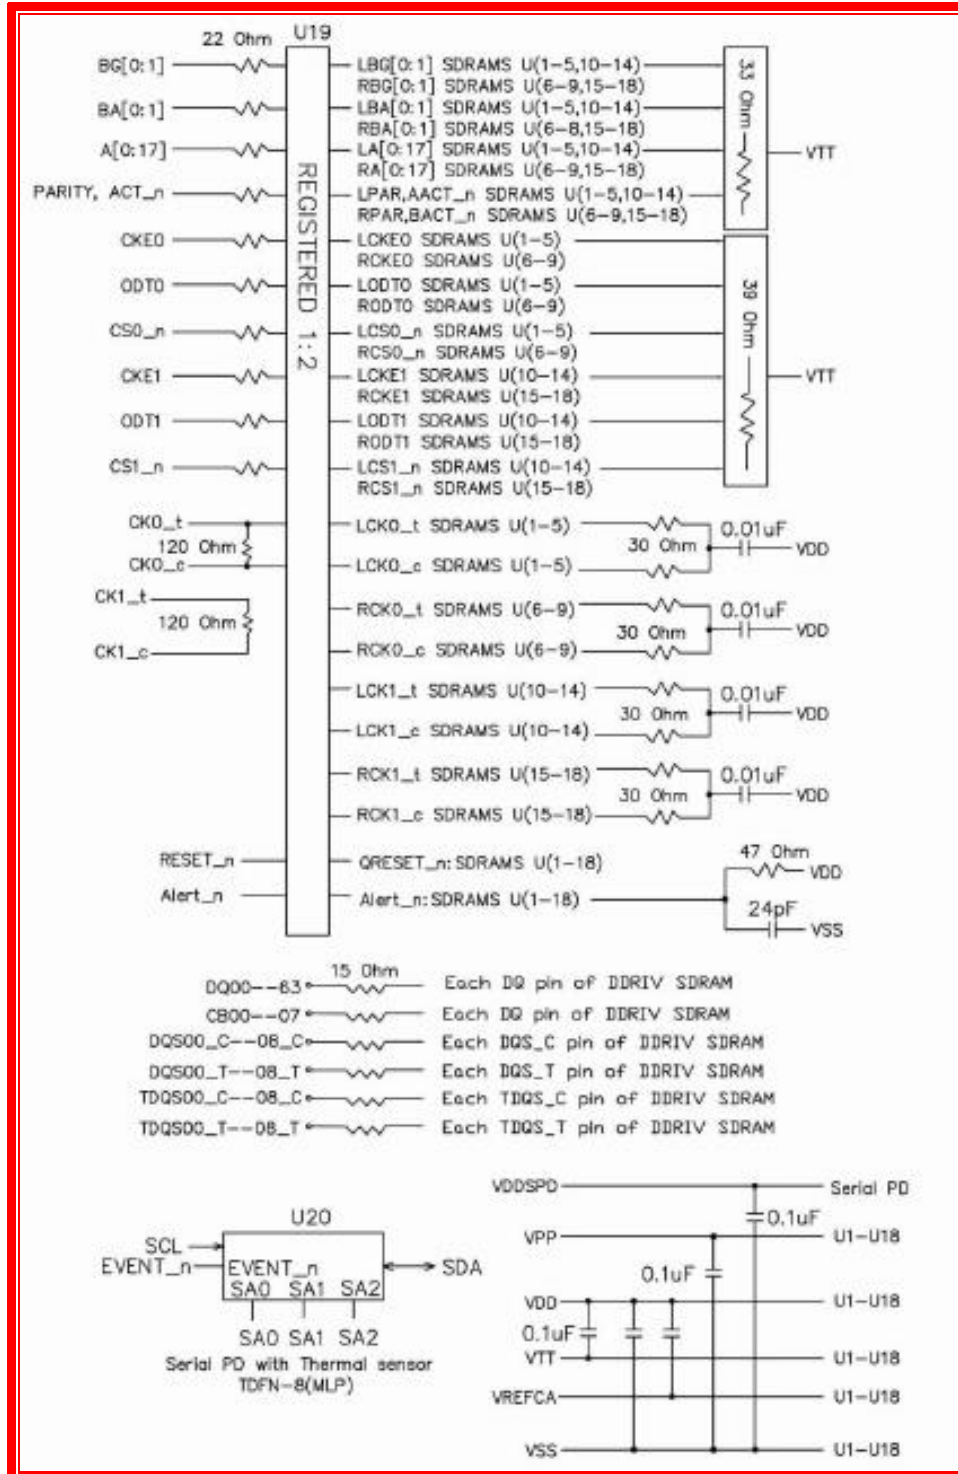 U19
22 Ohm
BG[0:1]
LBG[0:1] SDRAMS U(1-5,10-14)
RBG[0:1] SDRAMS U(6-9,15-18)
BA[0:1]
LBA[0:1] SDRAMS U(1-5,10-14)
RBA[0:1] SDRAMS U(6-8,15-18)
A[0:17]
LA[0:17] SDRAMS U(1-5,10-14)
RA[0:17] SDRAMS U(6-9,15-18)
PARITY, ACT_n
LPAR,AACT_n SDRAMS U(1-5,10-14)
RPAR,BACT_n SDRAMS U(6-9,15-18)
33 Ohm
VTT
REGISTERED 1:2
CKE0
LCKE0 SDRAMS U(1-5)
RCKE0 SDRAMS U(6-9)
ODT0
LODT0 SDRAMS U(1-5)
RODT0 SDRAMS U(6-9)
CS0_n
LCS0_n SDRAMS U(1-5)
RCS0_n SDRAMS U(6-9)
CKE1
LCKE1 SDRAMS U(10-14)
RCKE1 SDRAMS U(15-18)
ODT1
LODT1 SDRAMS U(10-14)
RODT1 SDRAMS U(15-18)
CS1_n
LCS1_n SDRAMS U(10-14)
RCS1_n SDRAMS U(15-18)
39 Ohm
VTT
CK0_t
120 Ohm
CK0_c
LCK0_t SDRAMS U(1-5)
LCK0_c SDRAMS U(1-5)
30 Ohm
0.01uF
VDD
CK1_t
120 Ohm
CK1_c
RCK0_t SDRAMS U(6-9)
RCK0_c SDRAMS U(6-9)
30 Ohm
0.01uF
VDD
LCK1_t SDRAMS U(10-14)
LCK1_c SDRAMS U(10-14)
30 Ohm
0.01uF
VDD
RCK1_t SDRAMS U(15-18)
RCK1_c SDRAMS U(15-18)
30 Ohm
0.01uF
VDD
RESET_n
QRESET_n:SDRAMS U(1-18)
Alert_n
Alert_n:SDRAMS U(1-18)
47 Ohm
VDD
24pF
VSS
15 Ohm
DQ00--63 Each DQ pin of DDRIV SDRAM
CB00--07 Each DQ pin of DDRIV SDRAM
DQS00_C--08_C Each DQS_C pin of DDRIV SDRAM
DQS00_T--08_T Each DQS_T pin of DDRIV SDRAM
TDQS00_C--08_C Each TDQS_C pin of DDRIV SDRAM
TDQS00_T--08_T Each TDQS_T pin of DDRIV SDRAM
U20
SCL
EVENT_n
EVENT_n
SDA
SA0 SA1 SA2
SA0 SA1 SA2
Serial PD with Thermal sensor
TDFN-8(MLP)
VDDSPD Serial PD
0.1uF
VPP U1-U18
0.1uF
VDD U1-U18
0.1uF
VTT U1-U18
VREFCA U1-U18
VSS U1-U18